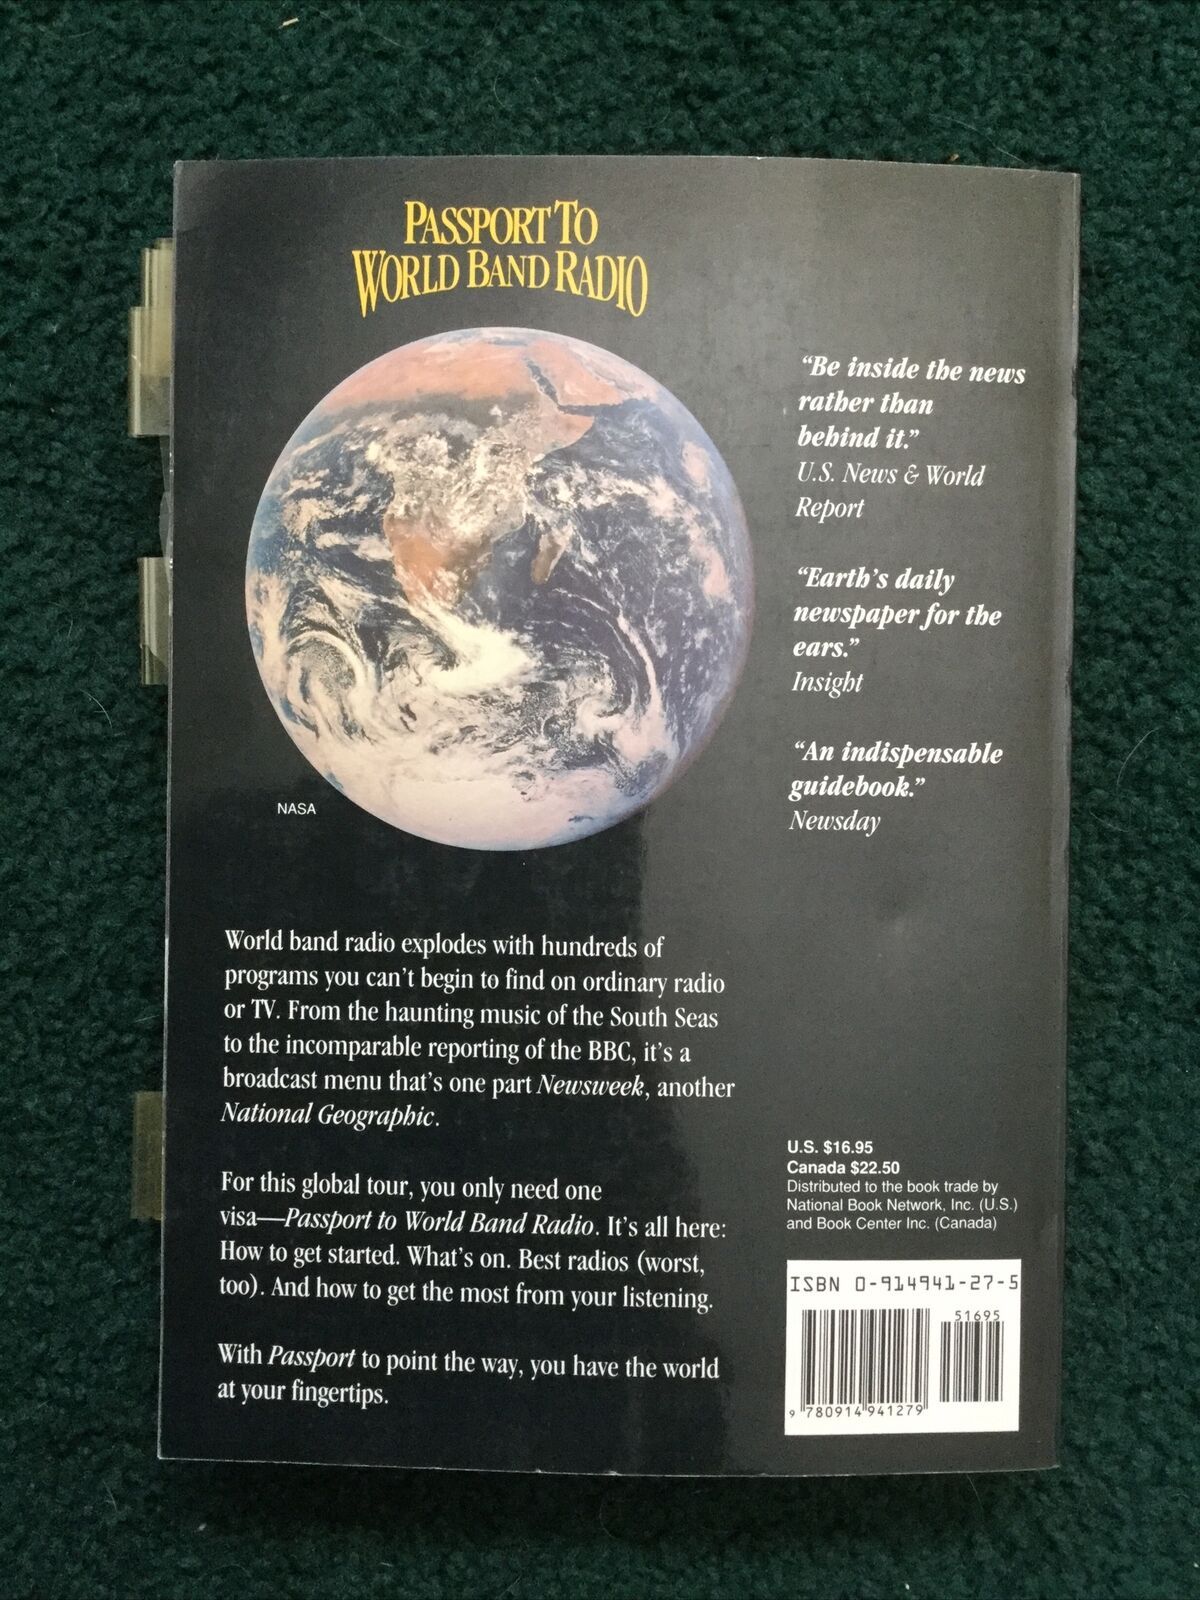 PASSPORT TO
WORLD BAND RADIO
"Be inside the news
rather than
behind it."
U.S. News & World
Report
"Earth's daily
newspaper for the
ears."
Insight
"An indispensable
guidebook."
Newsday
NASA
World band radio explodes with hundreds of
programs you can't begin to find on ordinary radio
or TV. From the haunting music of the South Seas
to the incomparable reporting of the BBC, it's a
broadcast menu that's one part Newsweek, another
National Geographic.
For this global tour, you only need one
visa—Passport to World Band Radio. It's all here:
How to get started. What's on. Best radios (worst,
too). And how to get the most from your listening.
With Passport to point the way, you have the world
at your fingertips.
U.S. $16.95
Canada $22.50
Distributed to the book trade by
National Book Network, Inc. (U.S.)
and Book Center Inc. (Canada)
ISBN 0-914941-27-5
51695
9 780914 941279